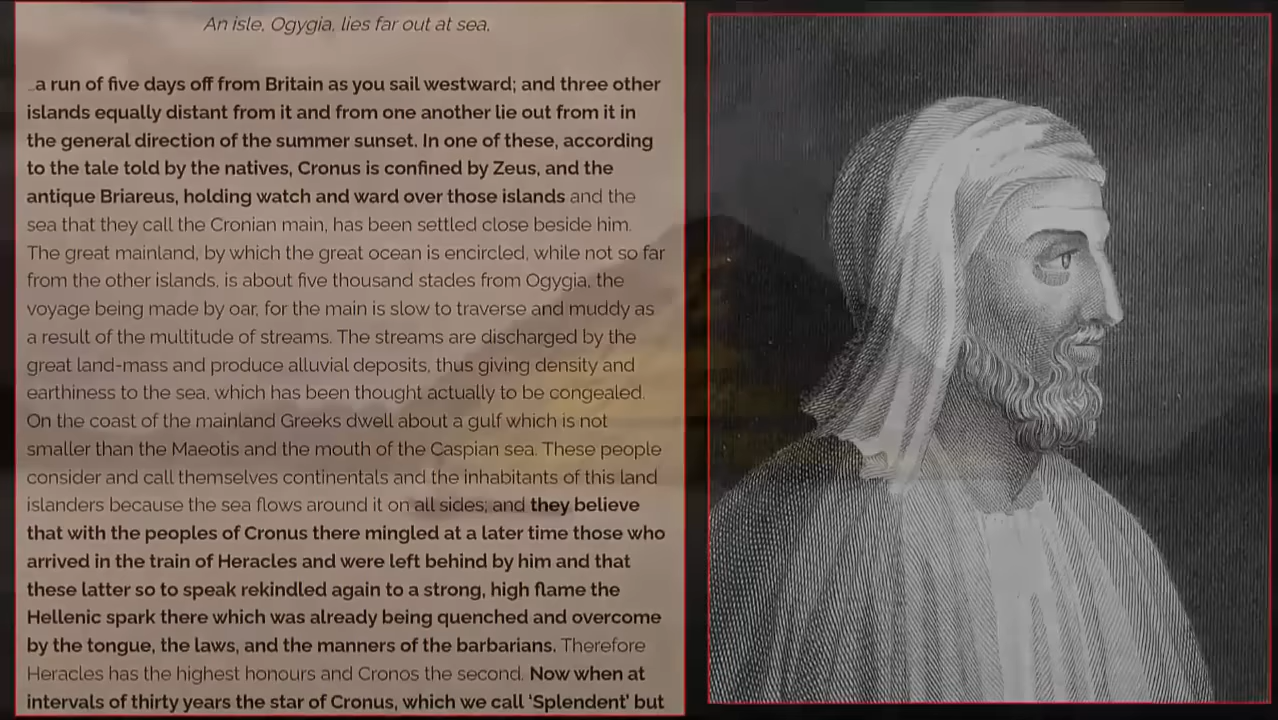 An isle, Ogygia, lies far out at sea,
...a run of five days off from Britain as you sail westward; and three other
islands equally distant from it and from one another lie out from it in
the general direction of the summer sunset. In one of these, according
to the tale told by the natives, Cronus is confined by Zeus, and the
antique Briareus, holding watch and ward over those islands and the
sea that they call the Cronian main, has been settled close beside him.
The great mainland, by which the great ocean is encircled, while not so far
from the other islands, is about five thousand stades from Ogygia, the
voyage being made by oar, for the main is slow to traverse and muddy as
a result of the multitude of streams. The streams are discharged by the
great land-mass and produce alluvial deposits, thus giving density and
earthiness to the sea, which has been thought actually to be congealed.
On the coast of the mainland Greeks dwell about a gulf which is not
smaller than the Maeotis and the mouth of the Caspian sea. These people
consider and call themselves continentals and the inhabitants of this land
islanders because the sea flows around it on all sides; and they believe
that with the peoples of Cronus there mingled at a later time those who
arrived in the train of Heracles and were left behind by him and that
these latter so to speak rekindled again to a strong, high flame the
Hellenic spark there which was already being quenched and overcome
by the tongue, the laws, and the manners of the barbarians. Therefore
Heracles has the highest honours and Cronos the second. Now when at
intervals of thirty years the star of Cronus, which we call ‘Splendent’ but